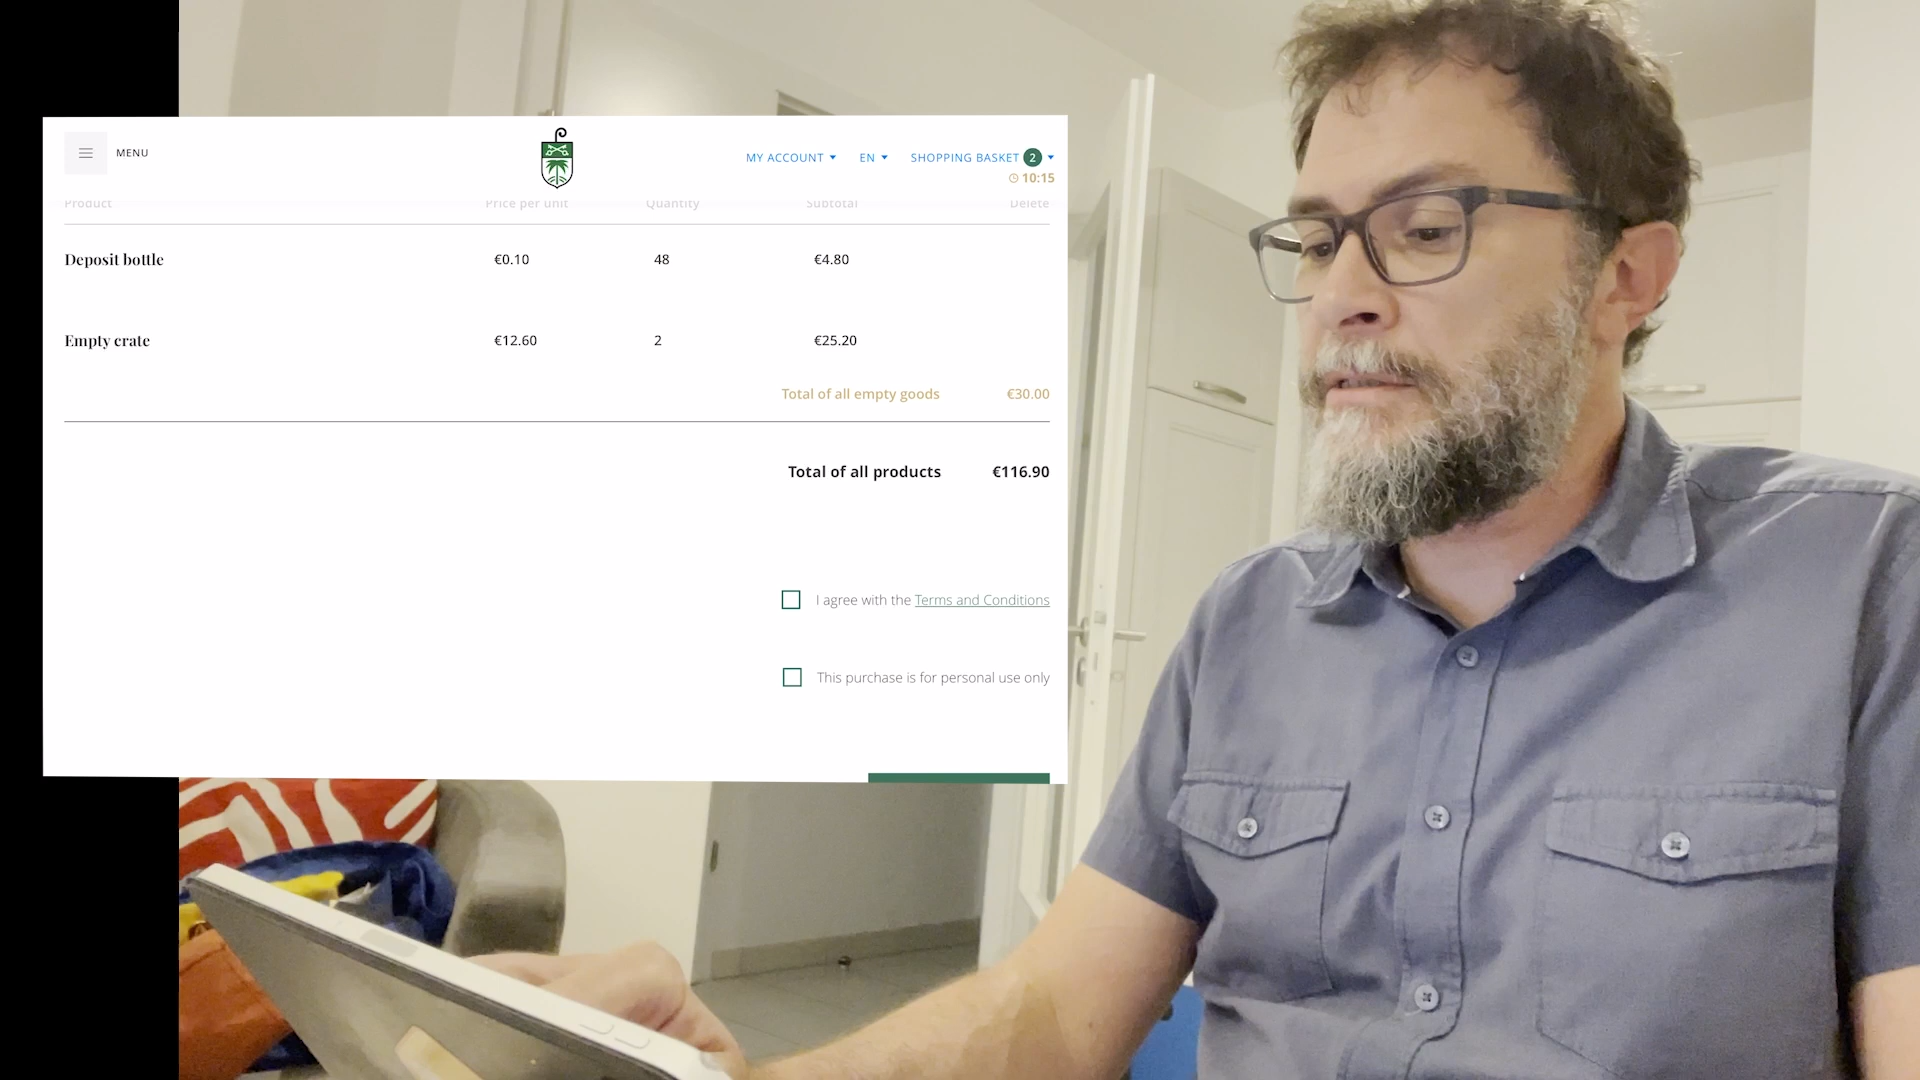 MENU
MY ACCOUNT EN SHOPPING BASKET 2
10:15
Product Price per unit Quantity Subtotal Delete
Deposit bottle €0.10 48 €4.80
Empty crate €12.60 2 €25.20
Total of all empty goods €30.00
Total of all products €116.90
I agree with the Terms and Conditions
This purchase is for personal use only